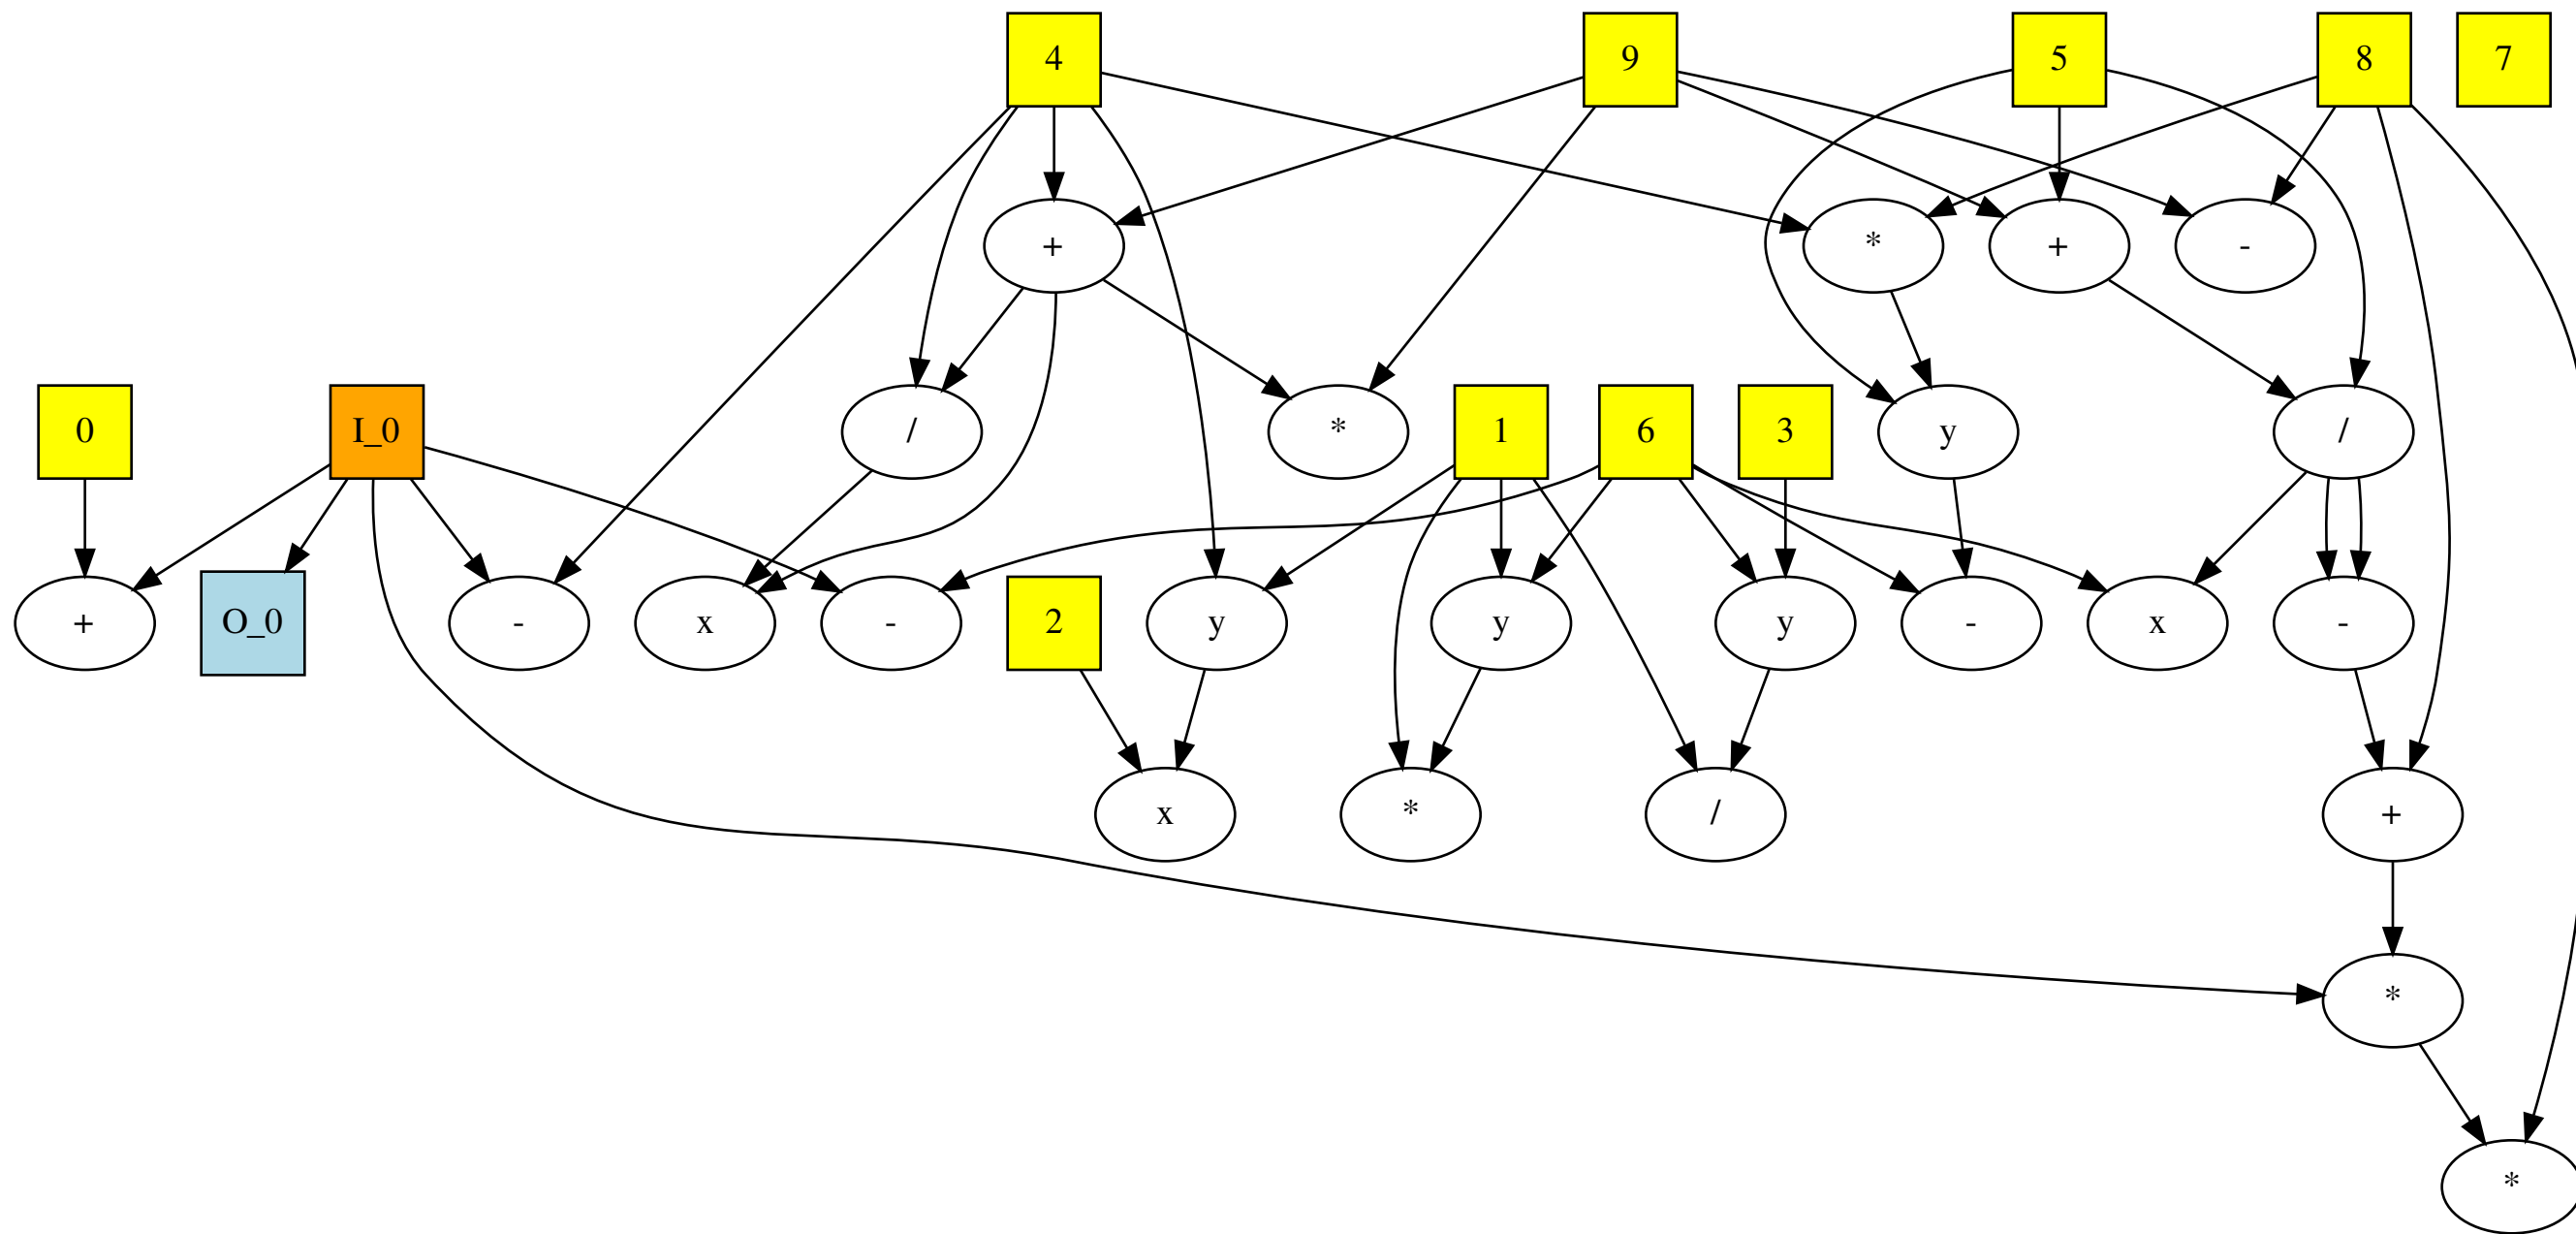 4 9 5 8 7
+ * + -
0 I_0 / * 1 6 3 y /
+ O_0 - x - 2 y y y - x -
x * / +
*
*